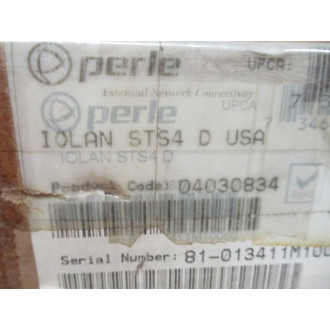 perle UPCA:
Essential Network Connectivity
perle UPCA
IOLAN STS4 D USA
IOLAN STS4 D
Product Code: 04030834
Serial Number: 81-013411M100